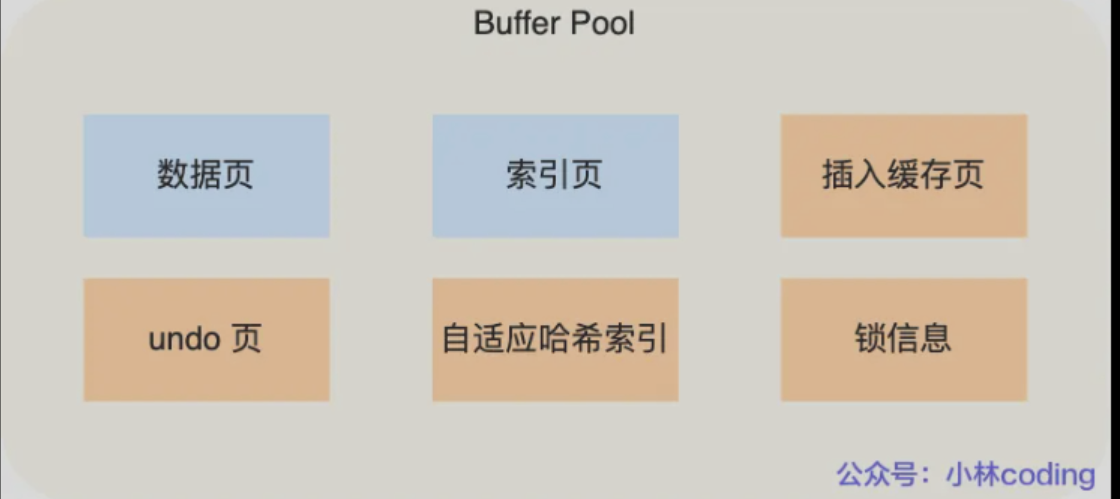 Buffer Pool
数据页
索引页
插入缓存页
undo 页
自适应哈希索引
锁信息
公众号：小林coding